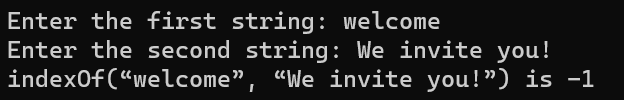 Enter the first string: welcome
Enter the second string: We invite you!
indexOf(“welcome”, “We invite you!”) is -1